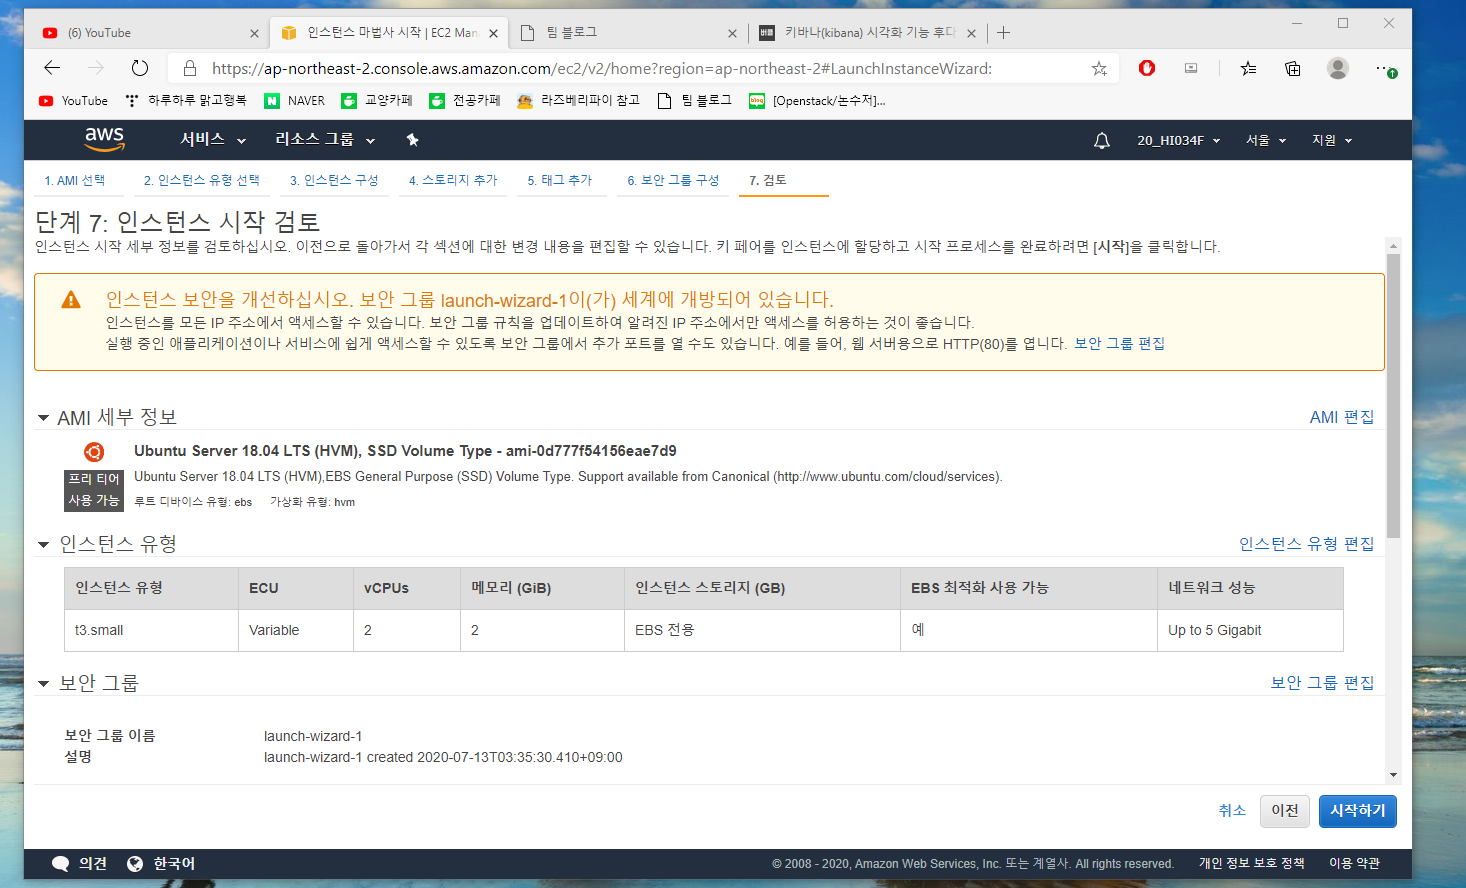 (6) YouTube
인스턴스 마법사 시작 | EC2 Man
팀 블로그
키바나(kibana) 시각화 기능 후다
https://ap-northeast-2.console.aws.amazon.com/ec2/v2/home?region=ap-northeast-2#LaunchInstanceWizard:
YouTube
하루하루 맑고행복
NAVER
교양카페
전공카페
라즈베리파이 참고
팀 블로그
[Openstack/논수저]...
aws
서비스
리소스 그룹
20_HI034F
서울
지원
1. AMI 선택
2. 인스턴스 유형 선택
3. 인스턴스 구성
4. 스토리지 추가
5. 태그 추가
6. 보안 그룹 구성
7. 검토
단계 7: 인스턴스 시작 검토
인스턴스 시작 세부 정보를 검토하십시오. 이전으로 돌아가서 각 섹션에 대한 변경 내용을 편집할 수 있습니다. 키 페어를 인스턴스에 할당하고 시작 프로세스를 완료하려면 [시작]을 클릭합니다.
인스턴스 보안을 개선하십시오. 보안 그룹 launch-wizard-1이(가) 세계에 개방되어 있습니다.
인스턴스를 모든 IP 주소에서 액세스할 수 있습니다. 보안 그룹 규칙을 업데이트하여 알려진 IP 주소에서만 액세스를 허용하는 것이 좋습니다.
실행 중인 애플리케이션이나 서비스에 쉽게 액세스할 수 있도록 보안 그룹에서 추가 포트를 열 수도 있습니다. 예를 들어, 웹 서버용으로 HTTP(80)를 엽니다. 보안 그룹 편집
AMI 세부 정보
AMI 편집
Ubuntu Server 18.04 LTS (HVM), SSD Volume Type - ami-0d777f54156eae7d9
프리 티어
사용 가능
Ubuntu Server 18.04 LTS (HVM),EBS General Purpose (SSD) Volume Type. Support available from Canonical (http://www.ubuntu.com/cloud/services).
루트 디바이스 유형: ebs 가상화 유형: hvm
인스턴스 유형
인스턴스 유형 편집
인스턴스 유형 ECU vCPUs 메모리 (GiB) 인스턴스 스토리지 (GB) EBS 최적화 사용 가능 네트워크 성능
t3.small Variable 2 2 EBS 전용 예 Up to 5 Gigabit
보안 그룹
보안 그룹 편집
보안 그룹 이름 launch-wizard-1
설명 launch-wizard-1 created 2020-07-13T03:35:30.410+09:00
취소
이전
시작하기
의견
한국어
© 2008 - 2020, Amazon Web Services, Inc. 또는 계열사. All rights reserved.
개인 정보 보호 정책
이용 약관